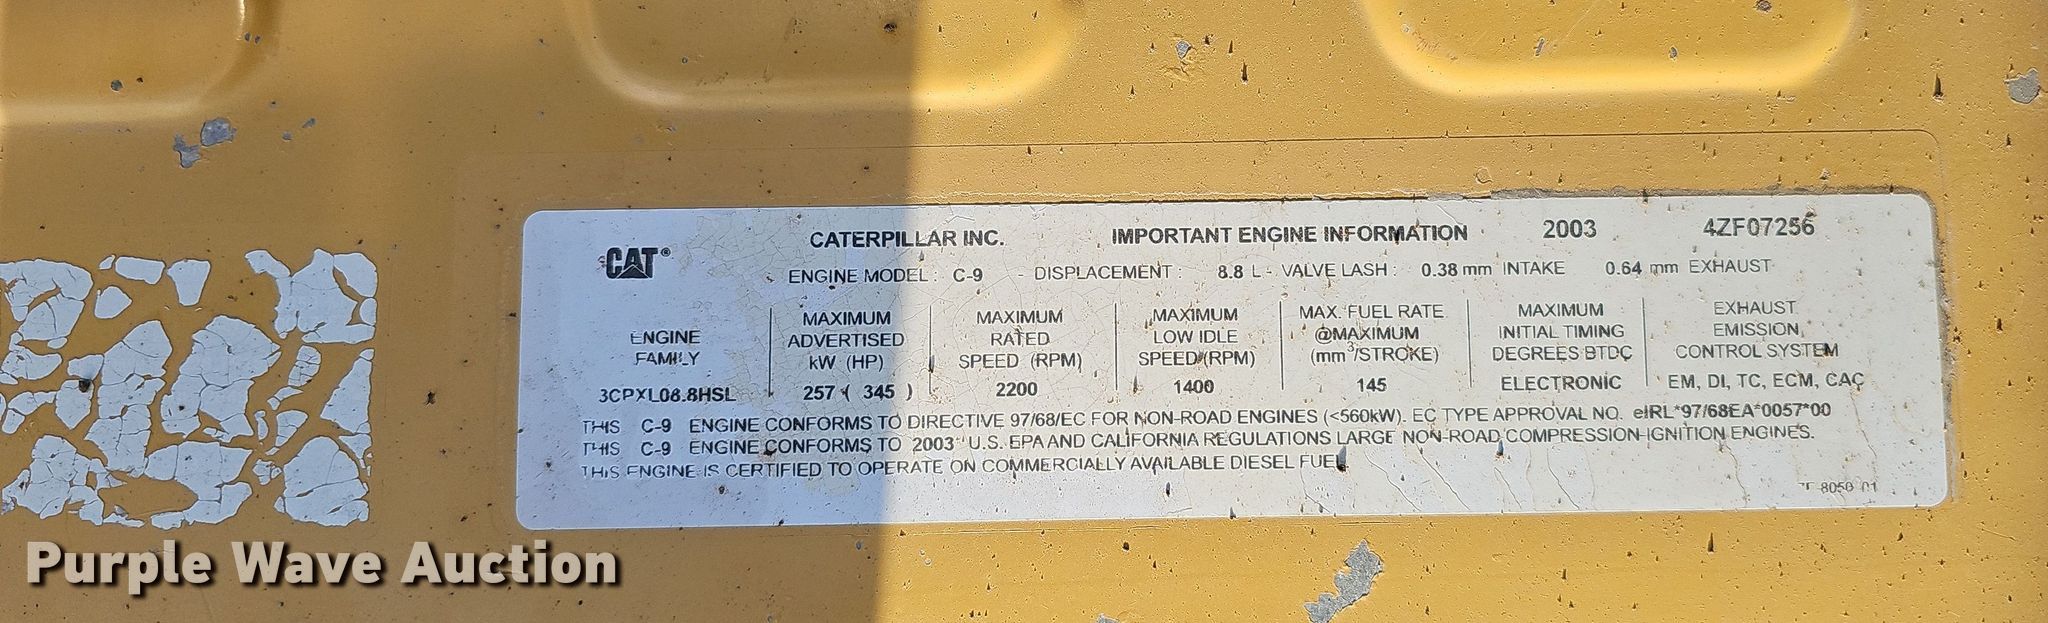 CAT®
CATERPILLAR INC. IMPORTANT ENGINE INFORMATION 2003 4ZF07256
ENGINE MODEL: C-9 - DISPLACEMENT: 8.8 L - VALVE LASH: 0.38 mm INTAKE 0.64 mm EXHAUST
ENGINE
FAMILY
3CPXL08.8HSL
MAXIMUM
ADVERTISED
kW (HP)
257 ( 345 )
MAXIMUM
RATED
SPEED (RPM)
2200
MAXIMUM
LOW IDLE
SPEED (RPM)
1400
MAX. FUEL RATE
@MAXIMUM
(mm³/STROKE)
145
MAXIMUM
INITIAL TIMING
DEGREES BTDC
ELECTRONIC
EXHAUST
EMISSION
CONTROL SYSTEM
EM, DI, TC, ECM, CAC
THIS C-9 ENGINE CONFORMS TO DIRECTIVE 97/68/EC FOR NON-ROAD ENGINES (<560kW). EC TYPE APPROVAL NO. eIRL*97/68EA*0057*00
THIS C-9 ENGINE CONFORMS TO 2003 U.S. EPA AND CALIFORNIA REGULATIONS LARGE NON-ROAD COMPRESSION-IGNITION ENGINES.
THIS ENGINE IS CERTIFIED TO OPERATE ON COMMERCIALLY AVAILABLE DIESEL FUEL
8050 01
Purple Wave Auction